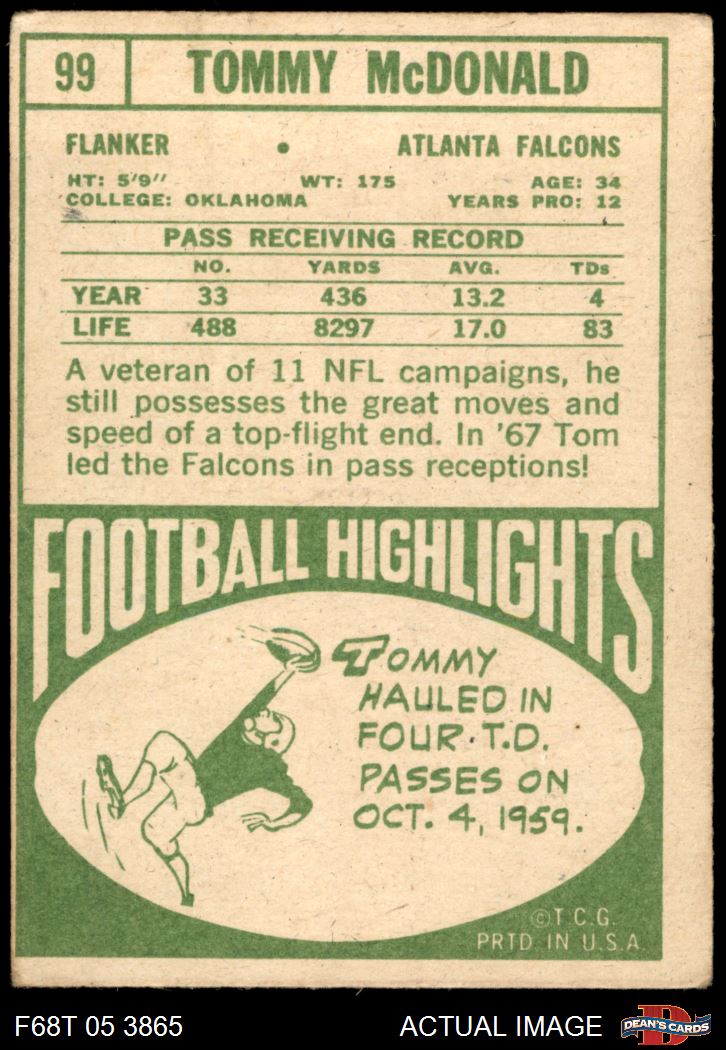 99 TOMMY McDONALD
FLANKER • ATLANTA FALCONS
HT: 5'9" WT: 175 AGE: 34
COLLEGE: OKLAHOMA YEARS PRO: 12
PASS RECEIVING RECORD
NO. YARDS AVG. TDs
YEAR 33 436 13.2 4
LIFE 488 8297 17.0 83
A veteran of 11 NFL campaigns, he
still possesses the great moves and
speed of a top-flight end. In '67 Tom
led the Falcons in pass receptions!
FOOTBALL HIGHLIGHTS
TOMMY
HAULED IN
FOUR T.D.
PASSES ON
OCT. 4, 1959.
©T.C.G.
PRTD IN U.S.A.
F68T 05 3865 ACTUAL IMAGE D DEAN'S CARDS